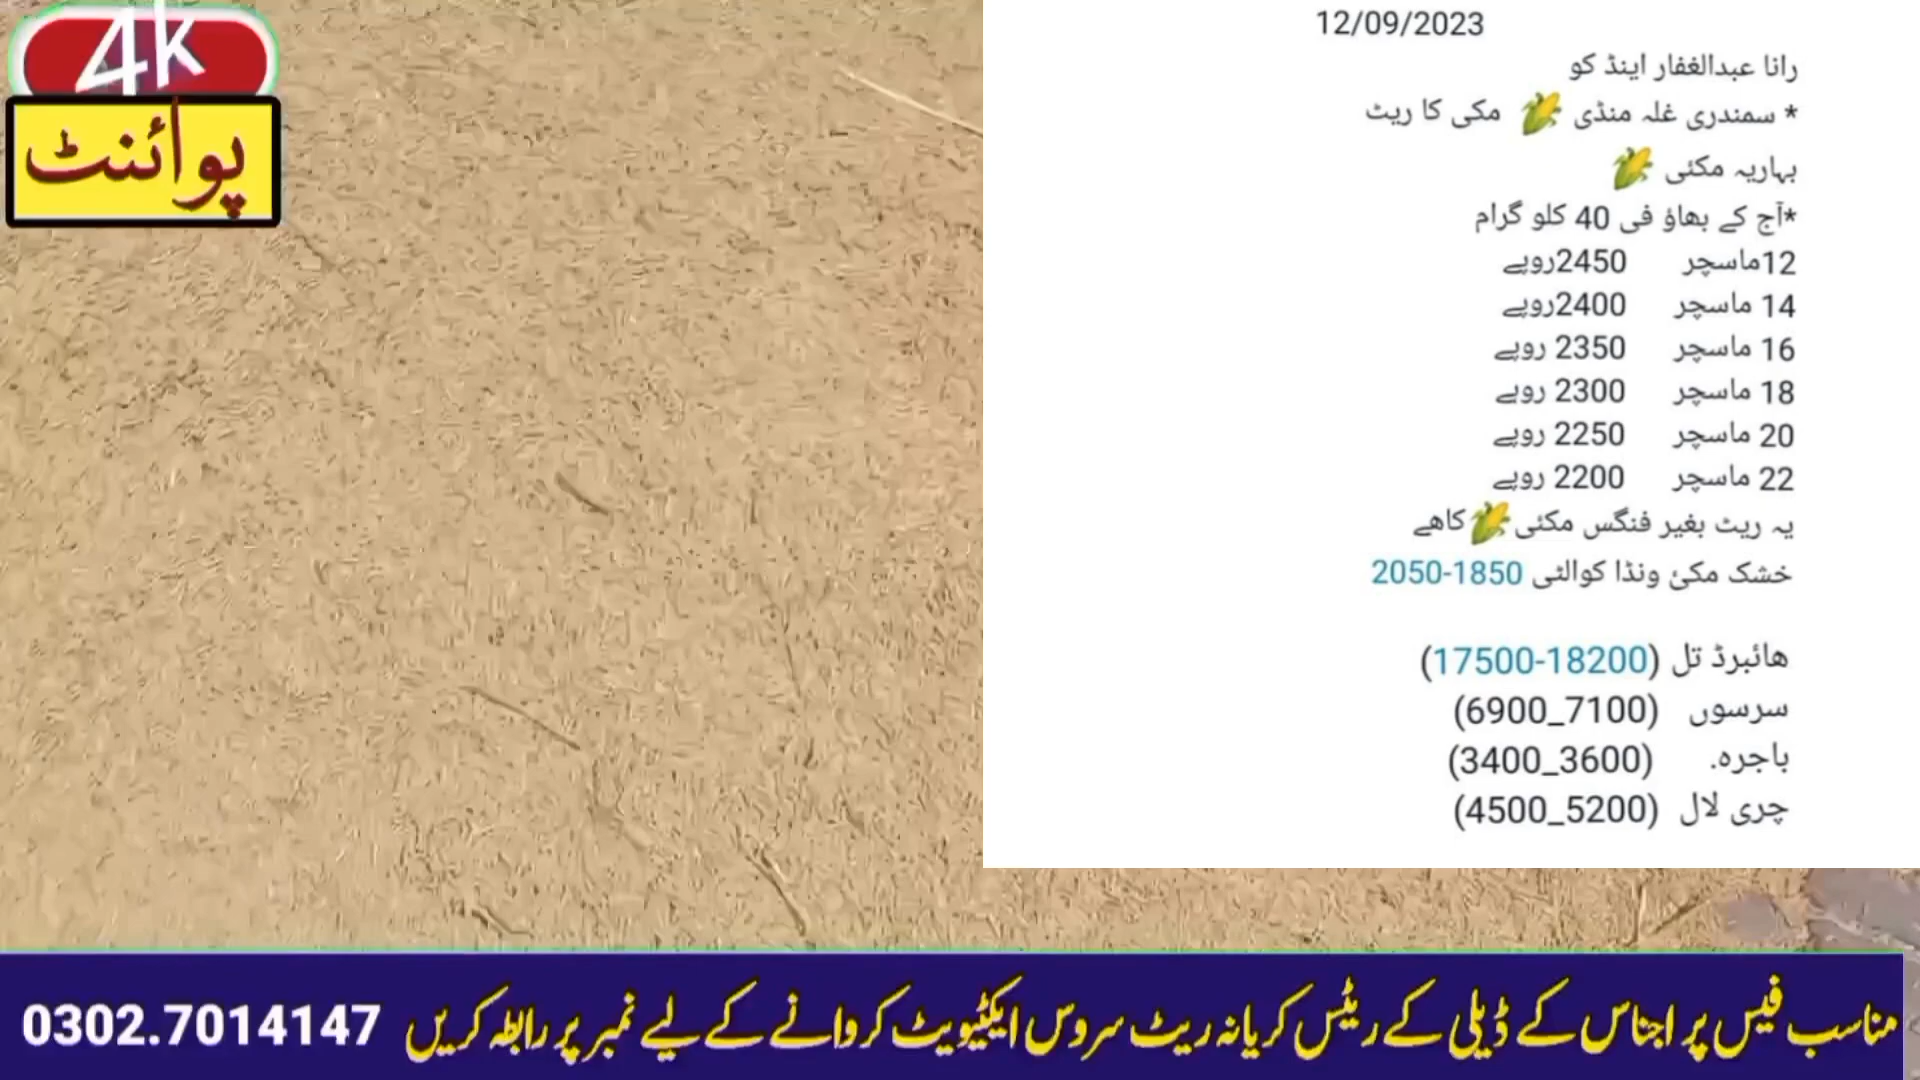 4k
پوائنٹ
12/09/2023
رانا عبدالغفار اینڈ کو
* سمندری غلہ منڈی 🌽 مکی کا ریٹ
بہاریہ مکئی 🌽
*آج کے بھاؤ فی 40 کلو گرام
12ماسچر 2450روپے
14 ماسچر 2400روپے
16 ماسچر 2350 روپے
18 ماسچر 2300 روپے
20 ماسچر 2250 روپے
22 ماسچر 2200 روپے
یہ ریٹ بغیر فنگس مکئی🌽کاھے
خشک مکئ ونڈا کوالٹی 1850-2050
ھائبرڈ تل (17500-18200)
سرسوں (6900_7100)
باجرہ. (3400_3600)
چری لال (4500_5200)
مناسب فیس پر اجناس کے ڈیلی کے ریٹس کریانہ ریٹ سروس ایکٹیویٹ کروانے کے لیے نمبر پر رابطہ کریں 0302.7014147